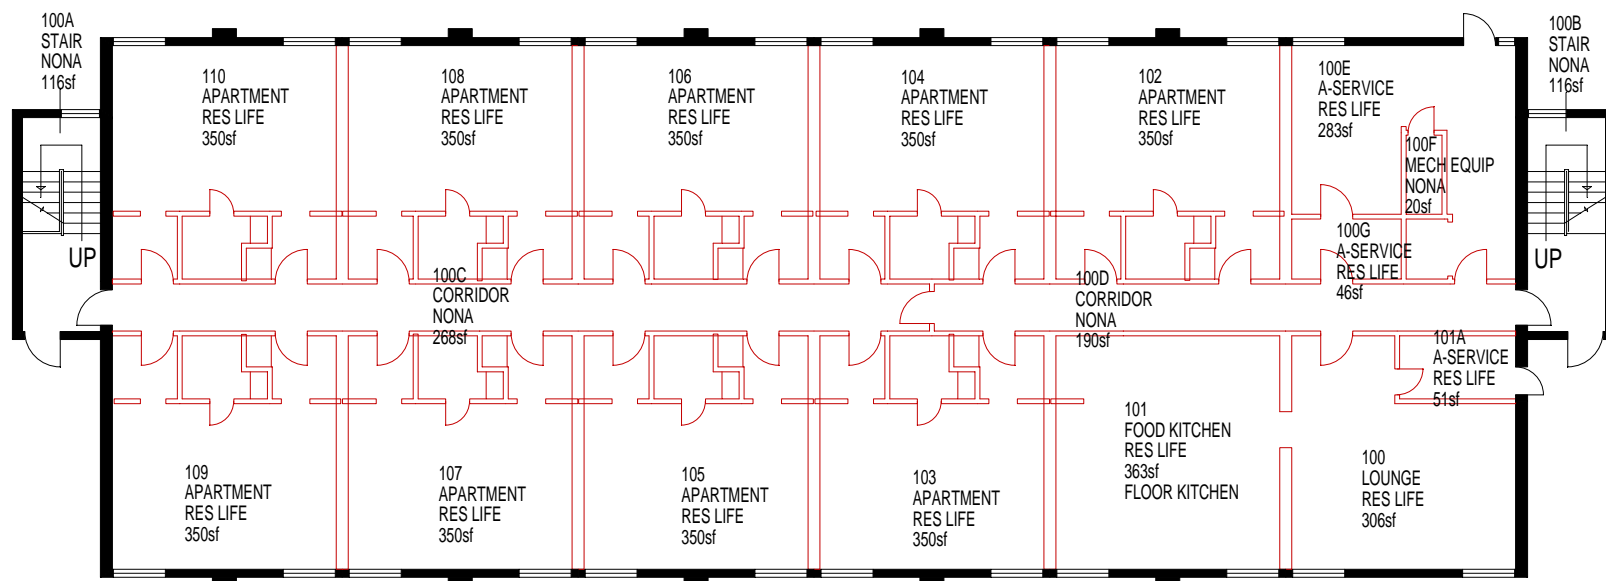 100A
STAIR
NONA
116sf
110
APARTMENT
RES LIFE
350sf
108
APARTMENT
RES LIFE
350sf
106
APARTMENT
RES LIFE
350sf
104
APARTMENT
RES LIFE
350sf
102
APARTMENT
RES LIFE
350sf
100E
A-SERVICE
RES LIFE
283sf
100B
STAIR
NONA
116sf
100F
MECH EQUIP
NONA
20sf
100G
A-SERVICE
RES LIFE
46sf
UP
100C
CORRIDOR
NONA
268sf
100D
CORRIDOR
NONA
190sf
UP
101A
A-SERVICE
RES LIFE
51sf
109
APARTMENT
RES LIFE
350sf
107
APARTMENT
RES LIFE
350sf
105
APARTMENT
RES LIFE
350sf
103
APARTMENT
RES LIFE
350sf
101
FOOD KITCHEN
RES LIFE
363sf
FLOOR KITCHEN
100
LOUNGE
RES LIFE
306sf